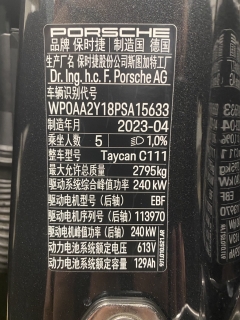 PORSCHE
品牌 保时捷 制造国 德国
生产厂名 保时捷股份公司斯图加特工厂
Dr. Ing. h.c. F. Porsche AG
车辆识别代号
WP0AA2Y18PSA15633
制造年月 2023-04
乘坐人数 5 1,0%
整车型号 Taycan C111
最大允许总质量 2795kg
驱动系统综合峰值功率 240 kW
驱动电机型号(后轴) EBF
驱动电机序列号(后轴) 113970
驱动电机峰值功率(后轴) 240 kW
动力电池系统额定电压 613V
动力电池系统额定容量 129Ah